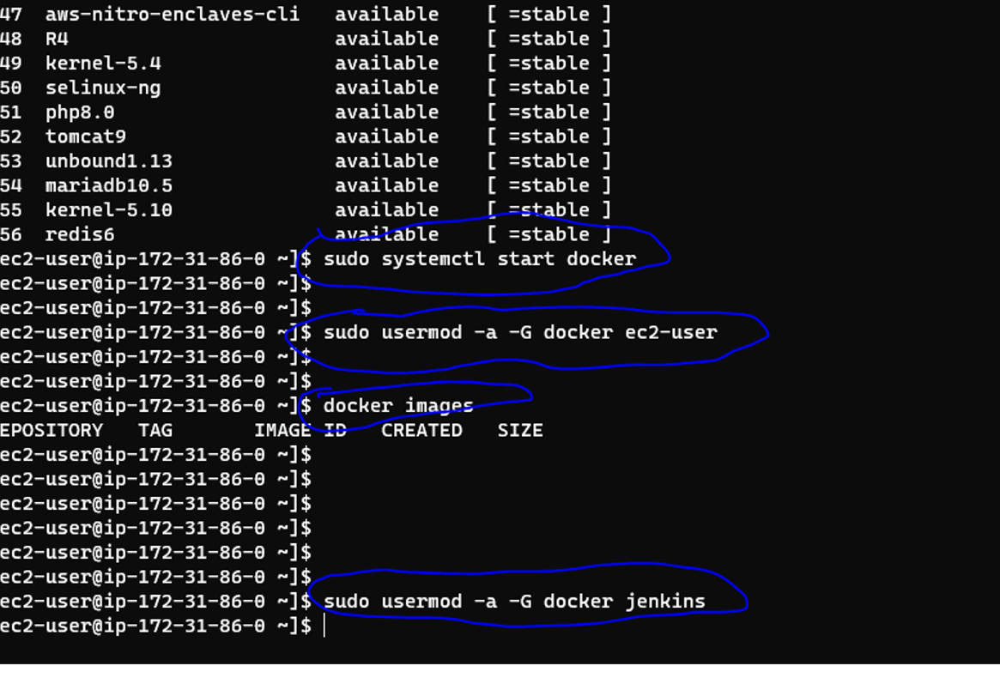 47 aws-nitro-enclaves-cli available [ =stable ]
48 R4 available [ =stable ]
49 kernel-5.4 available [ =stable ]
50 selinux-ng available [ =stable ]
51 php8.0 available [ =stable ]
52 tomcat9 available [ =stable ]
53 unbound1.13 available [ =stable ]
54 mariadb10.5 available [ =stable ]
55 kernel-5.10 available [ =stable ]
56 redis6 available [ =stable ]
ec2-user@ip-172-31-86-0 ~]$ sudo systemctl start docker
ec2-user@ip-172-31-86-0 ~]$
ec2-user@ip-172-31-86-0 ~]$
ec2-user@ip-172-31-86-0 ~]$ sudo usermod -a -G docker ec2-user
ec2-user@ip-172-31-86-0 ~]$
ec2-user@ip-172-31-86-0 ~]$
ec2-user@ip-172-31-86-0 ~]$ docker images
EPOSITORY TAG IMAGE ID CREATED SIZE
ec2-user@ip-172-31-86-0 ~]$
ec2-user@ip-172-31-86-0 ~]$
ec2-user@ip-172-31-86-0 ~]$
ec2-user@ip-172-31-86-0 ~]$
ec2-user@ip-172-31-86-0 ~]$
ec2-user@ip-172-31-86-0 ~]$
ec2-user@ip-172-31-86-0 ~]$ sudo usermod -a -G docker jenkins
ec2-user@ip-172-31-86-0 ~]$